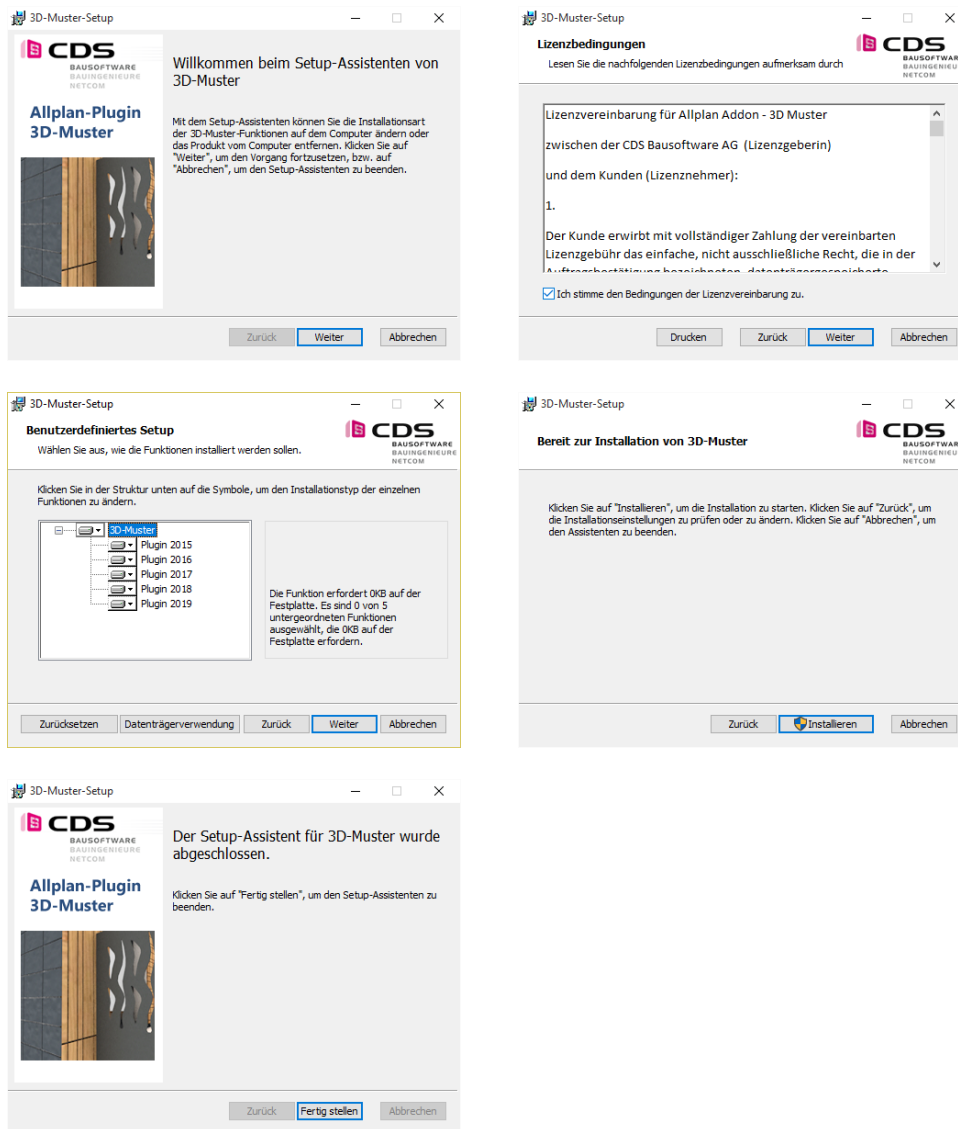 3D-Muster-Setup
CDS
BAUSOFTWARE
BAUINGENIEURE
NETCOM
Allplan-Plugin
3D-Muster
Willkommen beim Setup-Assistenten von
3D-Muster
Mit dem Setup-Assistenten können Sie die Installationsart
der 3D-Muster-Funktionen auf dem Computer ändern oder
das Produkt vom Computer entfernen. Klicken Sie auf
"Weiter", um den Vorgang fortzusetzen, bzw. auf
"Abbrechen", um den Setup-Assistenten zu beenden.
Zurück Weiter Abbrechen
3D-Muster-Setup
Lizenzbedingungen
Lesen Sie die nachfolgenden Lizenzbedingungen aufmerksam durch
CDS
BAUSOFTWAR
BAUINGENIEU
NETCOM
Lizenzvereinbarung für Allplan Addon - 3D Muster
zwischen der CDS Bausoftware AG (Lizenzgeberin)
und dem Kunden (Lizenznehmer):
1.
Der Kunde erwirbt mit vollständiger Zahlung der vereinbarten
Lizenzgebühr das einfache, nicht ausschließliche Recht, die in der
Auftragsbestätigung bezeichneten, datenträgergespeicherte
Ich stimme den Bedingungen der Lizenzvereinbarung zu.
Drucken Zurück Weiter Abbrechen
3D-Muster-Setup
Benutzerdefiniertes Setup
Wählen Sie aus, wie die Funktionen installiert werden sollen.
CDS
BAUSOFTWARE
BAUINGENIEURE
NETCOM
Klicken Sie in der Struktur unten auf die Symbole, um den Installationstyp der einzelnen
Funktionen zu ändern.
3D-Muster
Plugin 2015
Plugin 2016
Plugin 2017
Plugin 2018
Plugin 2019
Die Funktion erfordert 0KB auf der
Festplatte. Es sind 0 von 5
untergeordneten Funktionen
ausgewählt, die 0KB auf der
Festplatte erfordern.
Zurücksetzen Datenträgerverwendung Zurück Weiter Abbrechen
3D-Muster-Setup
Bereit zur Installation von 3D-Muster
CDS
BAUSOFTWAR
BAUINGENIEU
NETCOM
Klicken Sie auf "Installieren", um die Installation zu starten. Klicken Sie auf "Zurück", um
die Installationseinstellungen zu prüfen oder zu ändern. Klicken Sie auf "Abbrechen", um
den Assistenten zu beenden.
Zurück Installieren Abbrechen
3D-Muster-Setup
CDS
BAUSOFTWARE
BAUINGENIEURE
NETCOM
Allplan-Plugin
3D-Muster
Der Setup-Assistent für 3D-Muster wurde
abgeschlossen.
Klicken Sie auf "Fertig stellen", um den Setup-Assistenten zu
beenden.
Zurück Fertig stellen Abbrechen